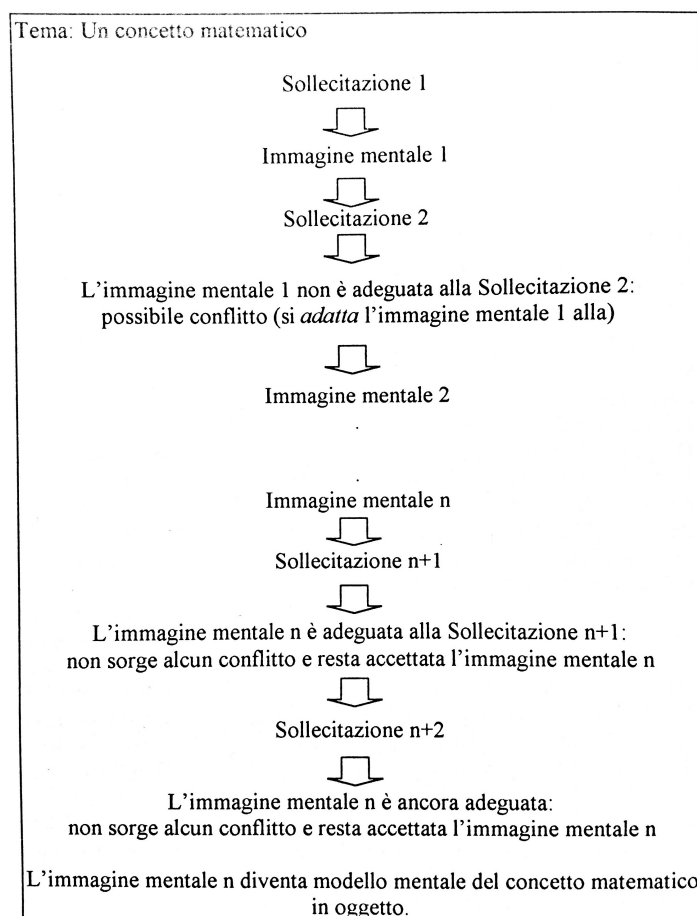 Tema: Un concetto matematico
Sollecitazione 1
Immagine mentale 1
Sollecitazione 2
L'immagine mentale 1 non è adeguata alla Sollecitazione 2:
possibile conflitto (si adatta l'immagine mentale 1 alla)
Immagine mentale 2
.
.
Immagine mentale n
Sollecitazione n+1
L'immagine mentale n è adeguata alla Sollecitazione n+1:
non sorge alcun conflitto e resta accettata l'immagine mentale n
Sollecitazione n+2
L'immagine mentale n è ancora adeguata:
non sorge alcun conflitto e resta accettata l'immagine mentale n
L'immagine mentale n diventa modello mentale del concetto matematico
in oggetto.